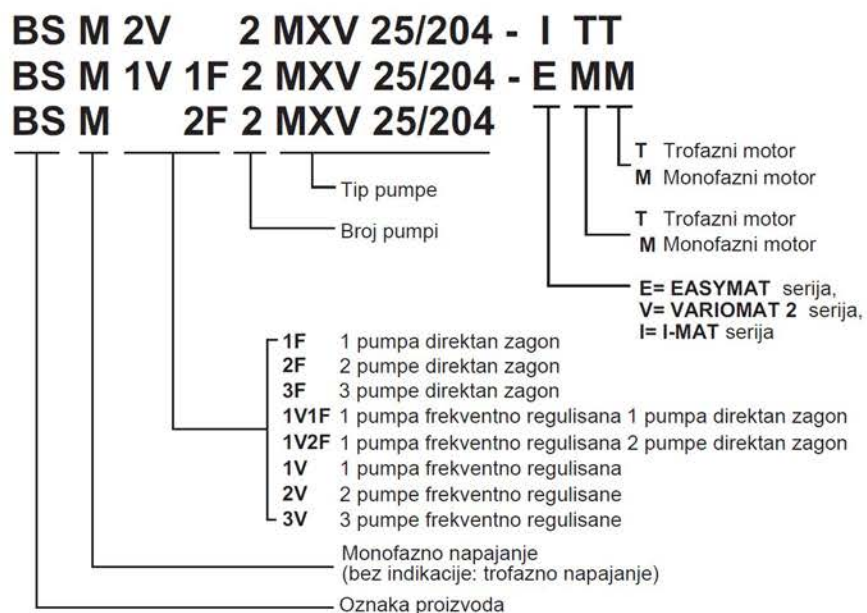 BS M 2V 2 MXV 25/204 - I TT
BS M 1V 1F 2 MXV 25/204 - E MM
BS M 2F 2 MXV 25/204
T Trofazni motor
M Monofazni motor
Tip pumpe
T Trofazni motor
M Monofazni motor
Broj pumpi
E= EASYMAT serija,
V= VARIOMAT 2 serija,
I= I-MAT serija
1F 1 pumpa direktan zagon
2F 2 pumpe direktan zagon
3F 3 pumpe direktan zagon
1V1F 1 pumpa frekventno regulisana 1 pumpa direktan zagon
1V2F 1 pumpa frekventno regulisana 2 pumpe direktan zagon
1V 1 pumpa frekventno regulisana
2V 2 pumpe frekventno regulisane
3V 3 pumpe frekventno regulisane
Monofazno napajanje
(bez indikacije: trofazno napajanje)
Oznaka proizvoda